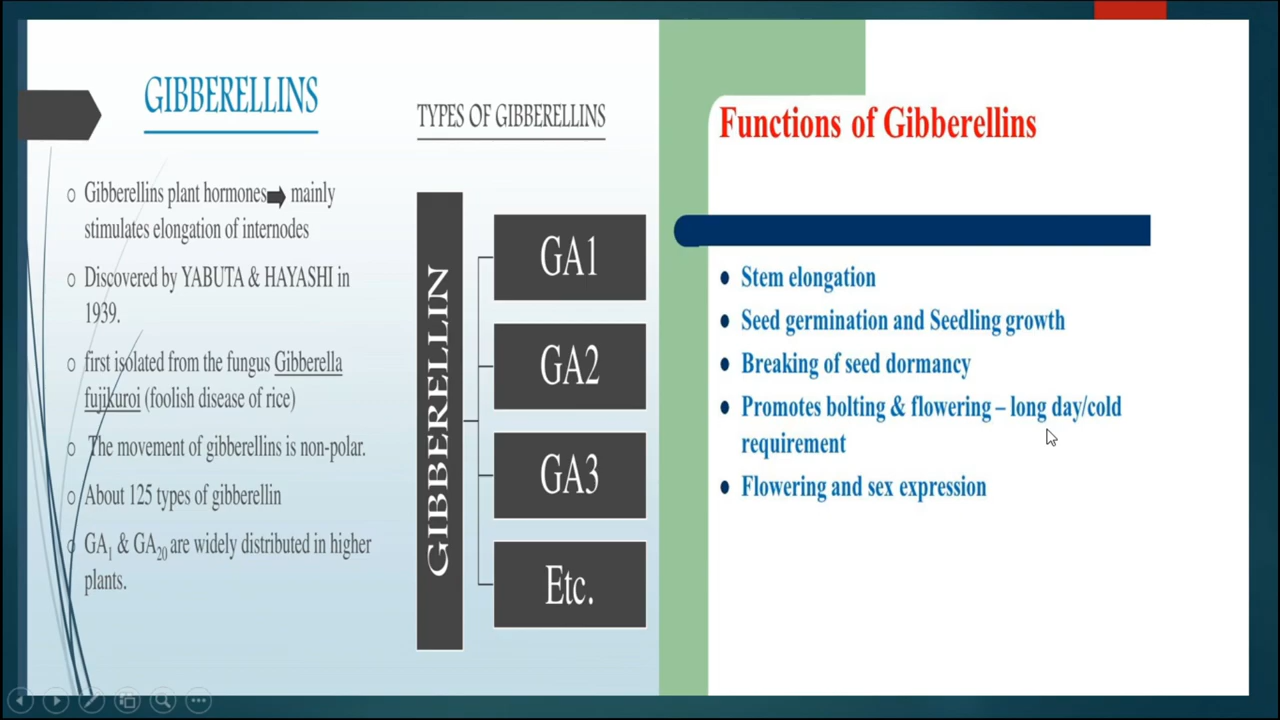 GIBBERELLINS
Gibberellins plant hormones mainly
stimulates elongation of internodes
Discovered by YABUTA & HAYASHI in
1939.
first isolated from the fungus Gibberella
fujikuroi (foolish disease of rice)
The movement of gibberellins is non-polar.
About 125 types of gibberellin
GA1 & GA20 are widely distributed in higher
plants.
TYPES OF GIBBERELLINS
GIBBERELLIN
GA1
GA2
GA3
Etc.
Functions of Gibberellins
Stem elongation
Seed germination and Seedling growth
Breaking of seed dormancy
Promotes bolting & flowering – long day/cold
requirement
Flowering and sex expression